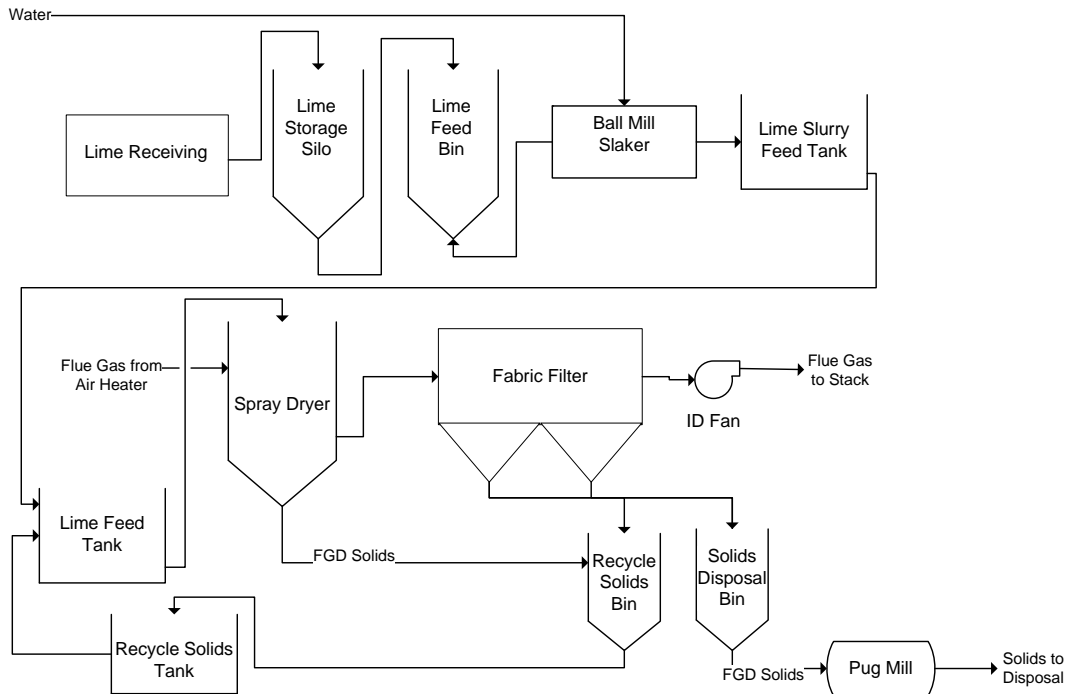 Water
Lime Receiving
Lime
Storage
Silo
Lime
Feed
Bin
Ball Mill
Slaker
Lime Slurry
Feed Tank
Flue Gas from
Air Heater
Spray Dryer
Fabric Filter
ID Fan
Flue Gas
to Stack
Lime Feed
Tank
FGD Solids
Recycle
Solids
Bin
Solids
Disposal
Bin
Recycle Solids
Tank
FGD Solids
Pug Mill
Solids to
Disposal